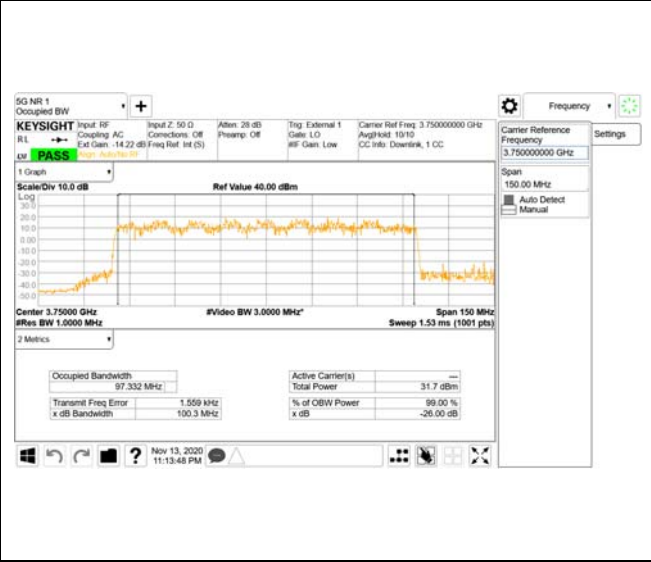 5G NR 1
Occupied BW
Frequency
KEYSIGHT Input: RF Input Z: 50 Ω Atten: 28 dB Trig: External 1 Carrier Ref Freq: 3.750000000 GHz
RL Coupling: AC Corrections: Off Preamp: Off Gate: LO Avg|Hold: 10/10
Ext Gain: -14.22 dB Freq Ref: Int (S) #IF Gain: Low CC Info: Downlink, 1 CC
PASS Align: Auto/No RF
Carrier Reference
Frequency
3.750000000 GHz
Settings
Span
150.00 MHz
Auto Detect
Manual
1 Graph
Scale/Div 10.0 dB Ref Value 40.00 dBm
Log
30.0
20.0
10.0
0.00
-10.0
-20.0
-30.0
-40.0
-50.0
Center 3.75000 GHz #Video BW 3.0000 MHz* Span 150 MHz
#Res BW 1.0000 MHz Sweep 1.53 ms (1001 pts)
2 Metrics
Occupied Bandwidth Active Carrier(s) —
97.332 MHz Total Power 31.7 dBm
Transmit Freq Error 1.559 kHz % of OBW Power 99.00 %
x dB Bandwidth 100.3 MHz x dB -26.00 dB
? Nov 13, 2020
11:13:48 PM